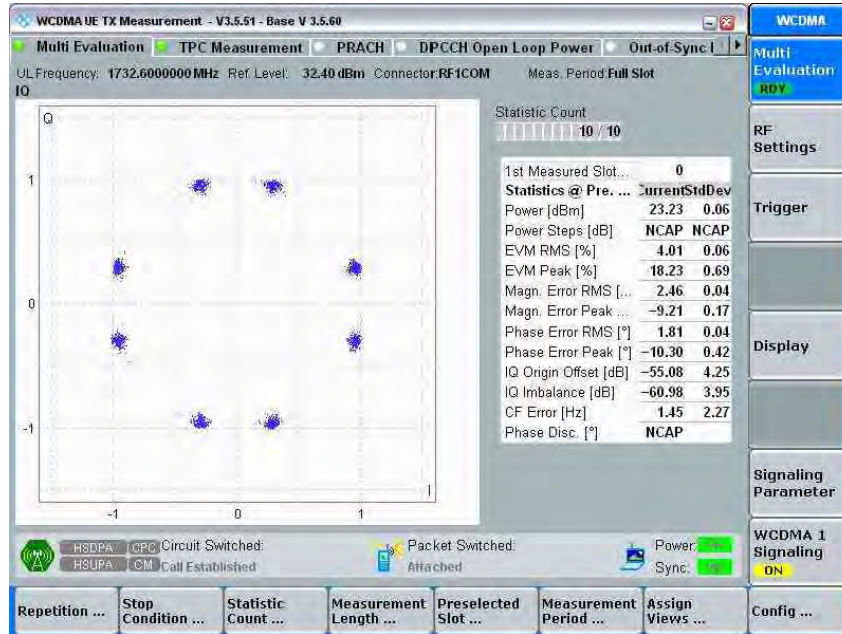 WCDMA UE TX Measurement - V3.5.51 - Base V 3.5.60
WCDMA
Multi Evaluation
TPC Measurement
PRACH
DPCCH Open Loop Power
Out-of-Sync
UL Frequency: 1732.6000000 MHz Ref. Level: 32.40 dBm Connector:RF1COM Meas. Period:Full Slot
IQ
Q
1
0
-1
-1 0 1
I
Statistic Count
10 / 10
1st Measured Slot... 0
Statistics @ Pre. ... Current StdDev
Power [dBm] 23.23 0.06
Power Steps [dB] NCAP NCAP
EVM RMS [%] 4.01 0.06
EVM Peak [%] 18.23 0.69
Magn. Error RMS [... 2.46 0.04
Magn. Error Peak ... -9.21 0.17
Phase Error RMS [°] 1.81 0.04
Phase Error Peak [°] -10.30 0.42
IQ Origin Offset [dB] -55.08 4.25
IQ Imbalance [dB] -60.98 3.95
CF Error [Hz] 1.45 2.27
Phase Disc. [°] NCAP
Multi Evaluation
RDY
RF Settings
Trigger
Display
Signaling Parameter
WCDMA 1 Signaling
ON
HSDPA CPC Circuit Switched:
HSUPA CM Call Established
Packet Switched:
Attached
Power:
Sync:
Repetition ...
Stop Condition ...
Statistic Count ...
Measurement Length ...
Preselected Slot ...
Measurement Period ...
Assign Views ...
Config ...